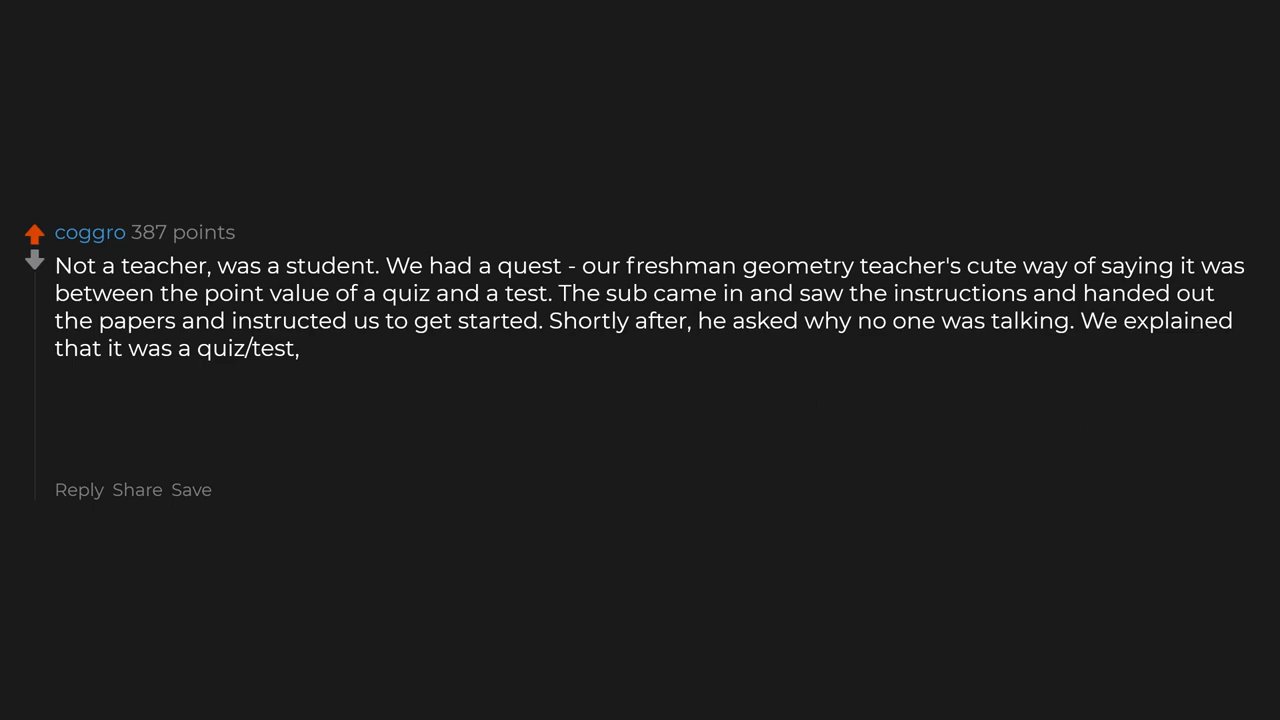 coggro 387 points
Not a teacher, was a student. We had a quest - our freshman geometry teacher's cute way of saying it was
between the point value of a quiz and a test. The sub came in and saw the instructions and handed out
the papers and instructed us to get started. Shortly after, he asked why no one was talking. We explained
that it was a quiz/test,
Reply Share Save